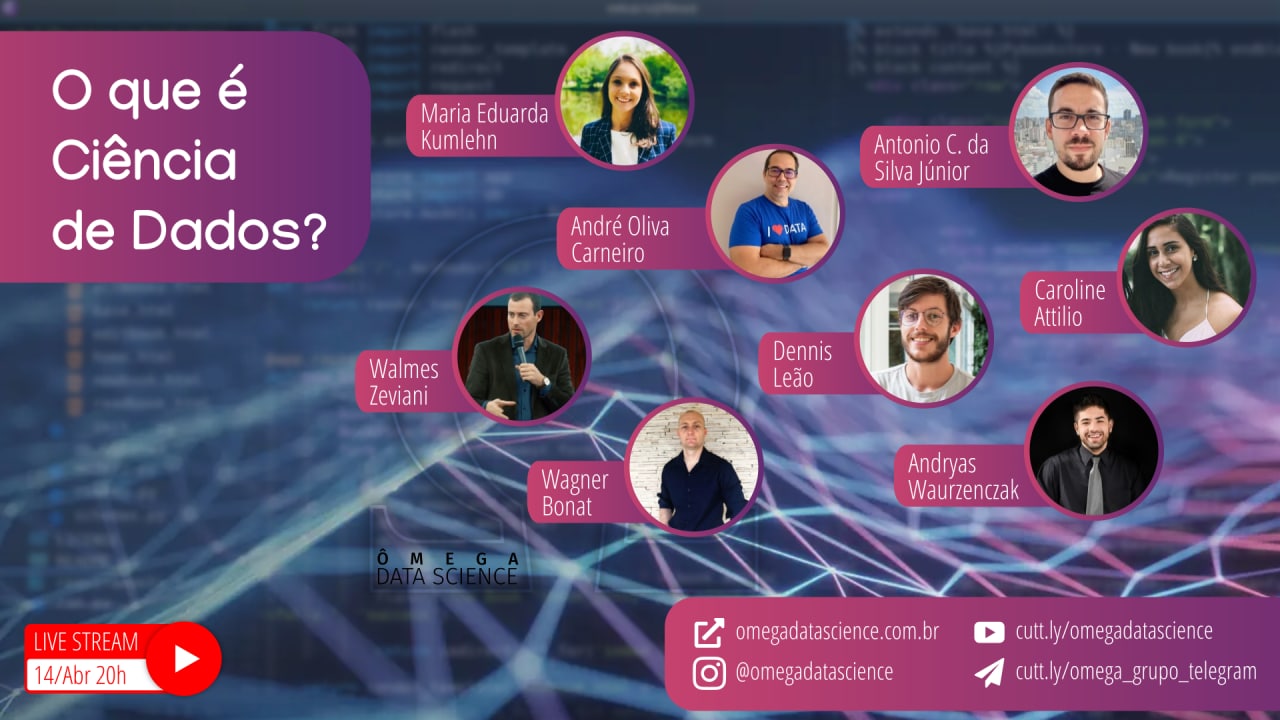 O que é
Ciência
de Dados?
Maria Eduarda
Kumlehn
Antonio C. da
Silva Júnior
André Oliva
Carneiro
I ❤ DATA
Caroline
Attilio
Dennis
Leão
Walmes
Zeviani
Wagner
Bonat
Andryas
Waurzenczak
ÔMEGA
DATA SCIENCE
LIVE STREAM
14/Abr 20h
omegadatascience.com.br
cutt.ly/omegadatascience
@omegadatascience
cutt.ly/omega_grupo_telegram